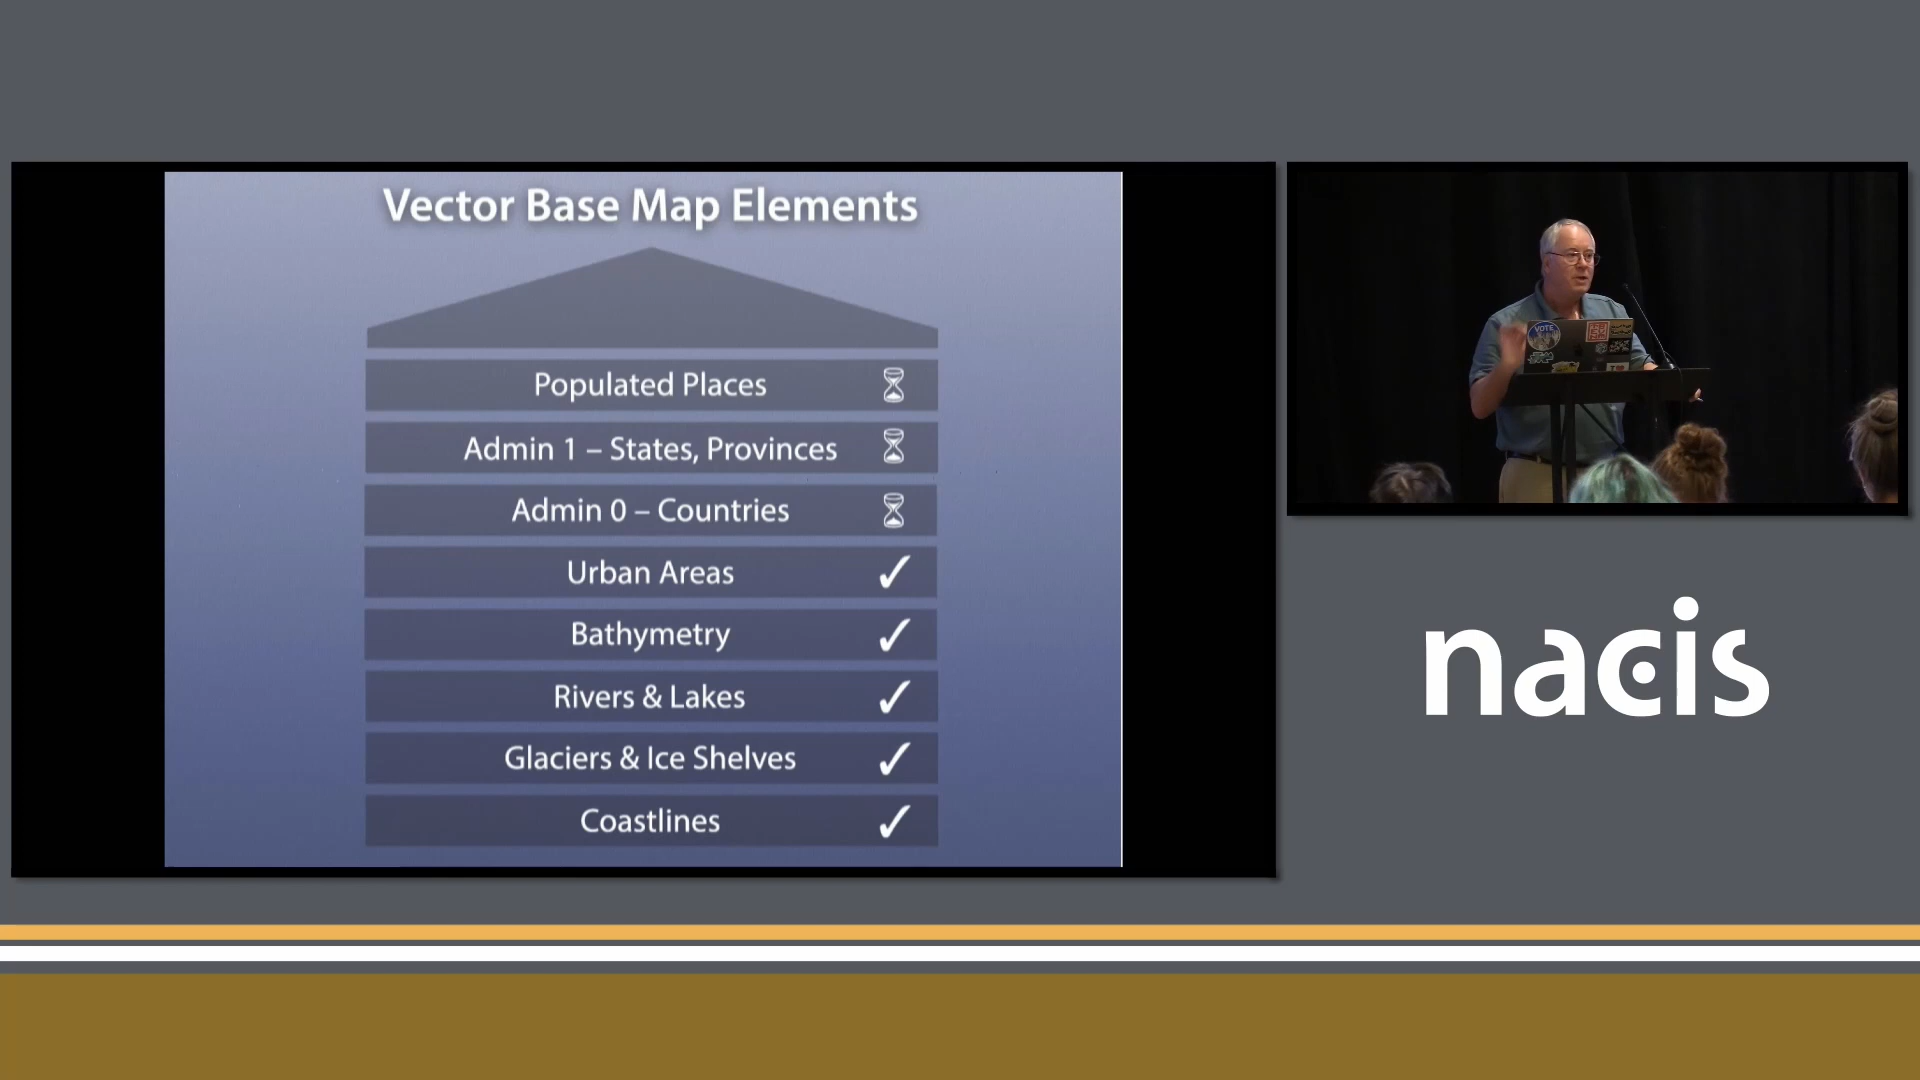 Vector Base Map Elements
Populated Places
Admin 1 – States, Provinces
Admin 0 – Countries
Urban Areas
Bathymetry
Rivers & Lakes
Glaciers & Ice Shelves
Coastlines
VOTE
nacis